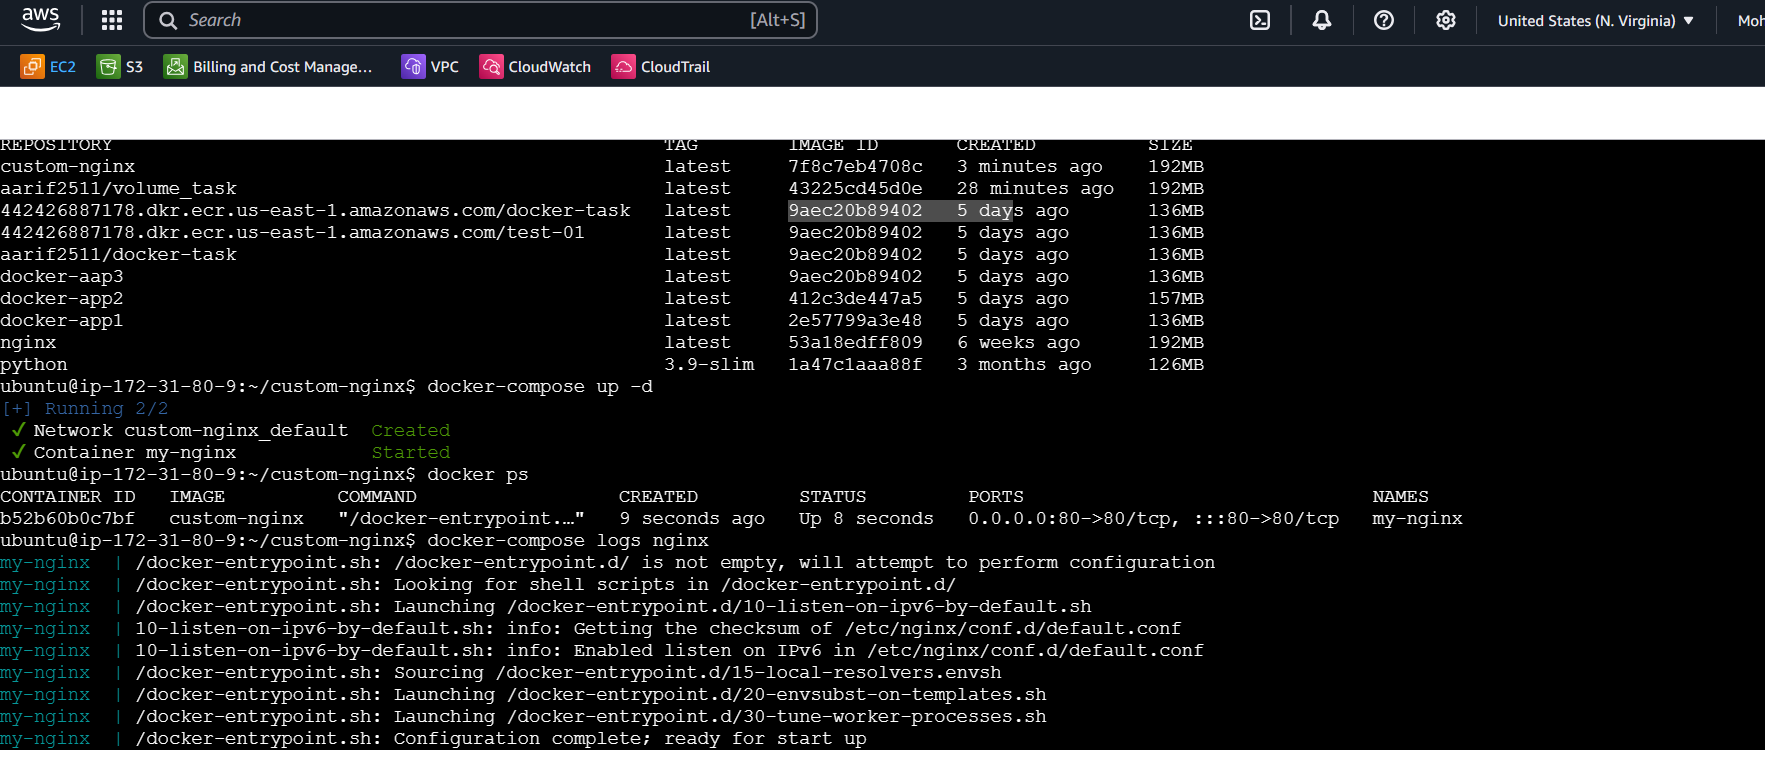 aws Search [Alt+S] United States (N. Virginia) ▼ Moh
EC2 S3 Billing and Cost Manage... VPC CloudWatch CloudTrail
REPOSITORY TAG IMAGE ID CREATED SIZE
custom-nginx latest 7f8c7eb4708c 3 minutes ago 192MB
aarif2511/volume_task latest 43225cd45d0e 28 minutes ago 192MB
442426887178.dkr.ecr.us-east-1.amazonaws.com/docker-task latest 9aec20b89402 5 days ago 136MB
442426887178.dkr.ecr.us-east-1.amazonaws.com/test-01 latest 9aec20b89402 5 days ago 136MB
aarif2511/docker-task latest 9aec20b89402 5 days ago 136MB
docker-aap3 latest 9aec20b89402 5 days ago 136MB
docker-app2 latest 412c3de447a5 5 days ago 157MB
docker-app1 latest 2e57799a3e48 5 days ago 136MB
nginx latest 53a18edff809 6 weeks ago 192MB
python 3.9-slim 1a47c1aaa88f 3 months ago 126MB
ubuntu@ip-172-31-80-9:~/custom-nginx$ docker-compose up -d
[+] Running 2/2
✓ Network custom-nginx_default Created
✓ Container my-nginx Started
ubuntu@ip-172-31-80-9:~/custom-nginx$ docker ps
CONTAINER ID IMAGE COMMAND CREATED STATUS PORTS NAMES
b52b60b0c7bf custom-nginx "/docker-entrypoint.…" 9 seconds ago Up 8 seconds 0.0.0.0:80->80/tcp, :::80->80/tcp my-nginx
ubuntu@ip-172-31-80-9:~/custom-nginx$ docker-compose logs nginx
my-nginx | /docker-entrypoint.sh: /docker-entrypoint.d/ is not empty, will attempt to perform configuration
my-nginx | /docker-entrypoint.sh: Looking for shell scripts in /docker-entrypoint.d/
my-nginx | /docker-entrypoint.sh: Launching /docker-entrypoint.d/10-listen-on-ipv6-by-default.sh
my-nginx | 10-listen-on-ipv6-by-default.sh: info: Getting the checksum of /etc/nginx/conf.d/default.conf
my-nginx | 10-listen-on-ipv6-by-default.sh: info: Enabled listen on IPv6 in /etc/nginx/conf.d/default.conf
my-nginx | /docker-entrypoint.sh: Sourcing /docker-entrypoint.d/15-local-resolvers.envsh
my-nginx | /docker-entrypoint.sh: Launching /docker-entrypoint.d/20-envsubst-on-templates.sh
my-nginx | /docker-entrypoint.sh: Launching /docker-entrypoint.d/30-tune-worker-processes.sh
my-nginx | /docker-entrypoint.sh: Configuration complete; ready for start up